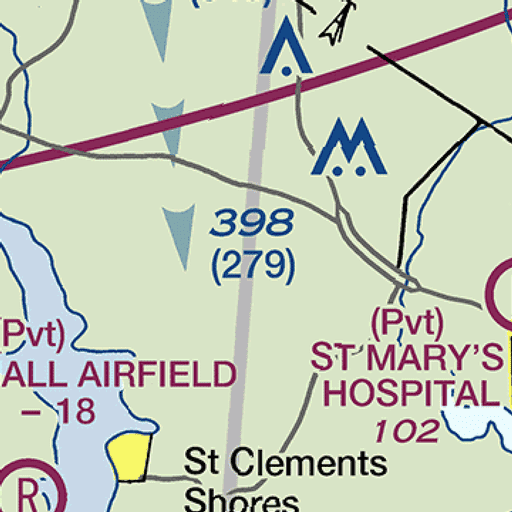 398
(279)
(Pvt)
ALL AIRFIELD
– 18
R
(Pvt)
ST MARY'S
HOSPITAL
102
St Clements
Shores